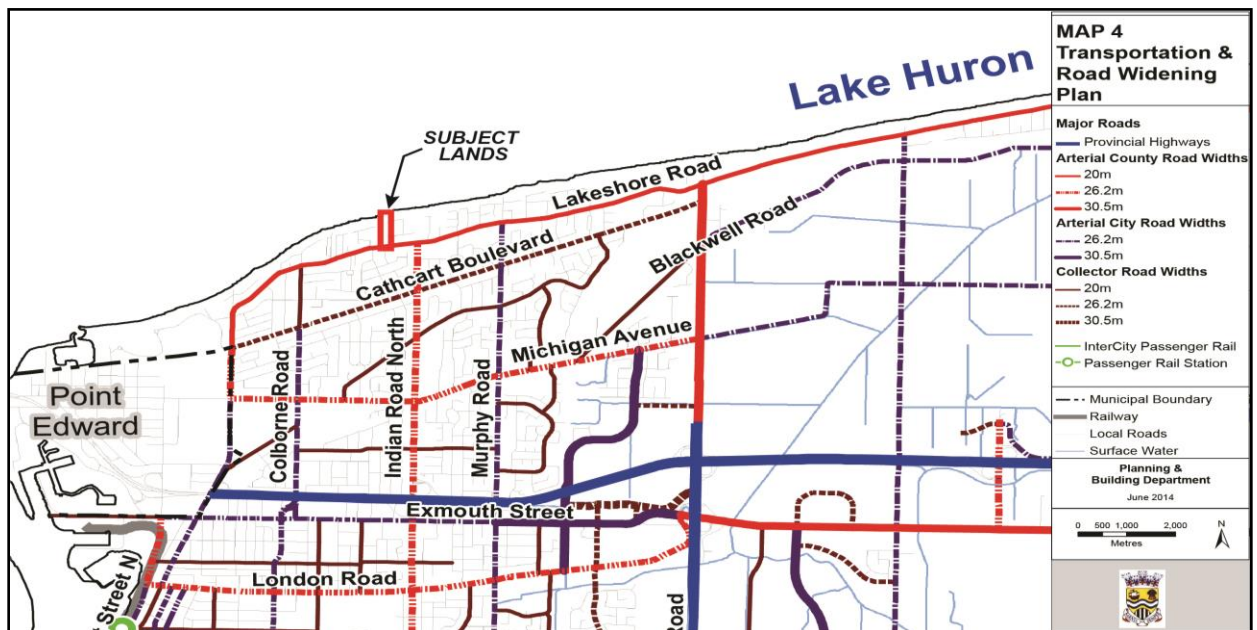 Lake Huron
SUBJECT
LANDS
Lakeshore Road
Cathcart Boulevard
Blackwell Road
Michigan Avenue
Point
Edward
Colborne Road
Indian Road North
Murphy Road
Exmouth Street
London Road
Street N
Road
MAP 4
Transportation &
Road Widening
Plan
Major Roads
Provincial Highways
Arterial County Road Widths
20m
26.2m
30.5m
Arterial City Road Widths
26.2m
30.5m
Collector Road Widths
20m
26.2m
30.5m
InterCity Passenger Rail
Passenger Rail Station
Municipal Boundary
Railway
Local Roads
Surface Water
Planning &
Building Department
June 2014
0 500 1,000 2,000
Metres
N